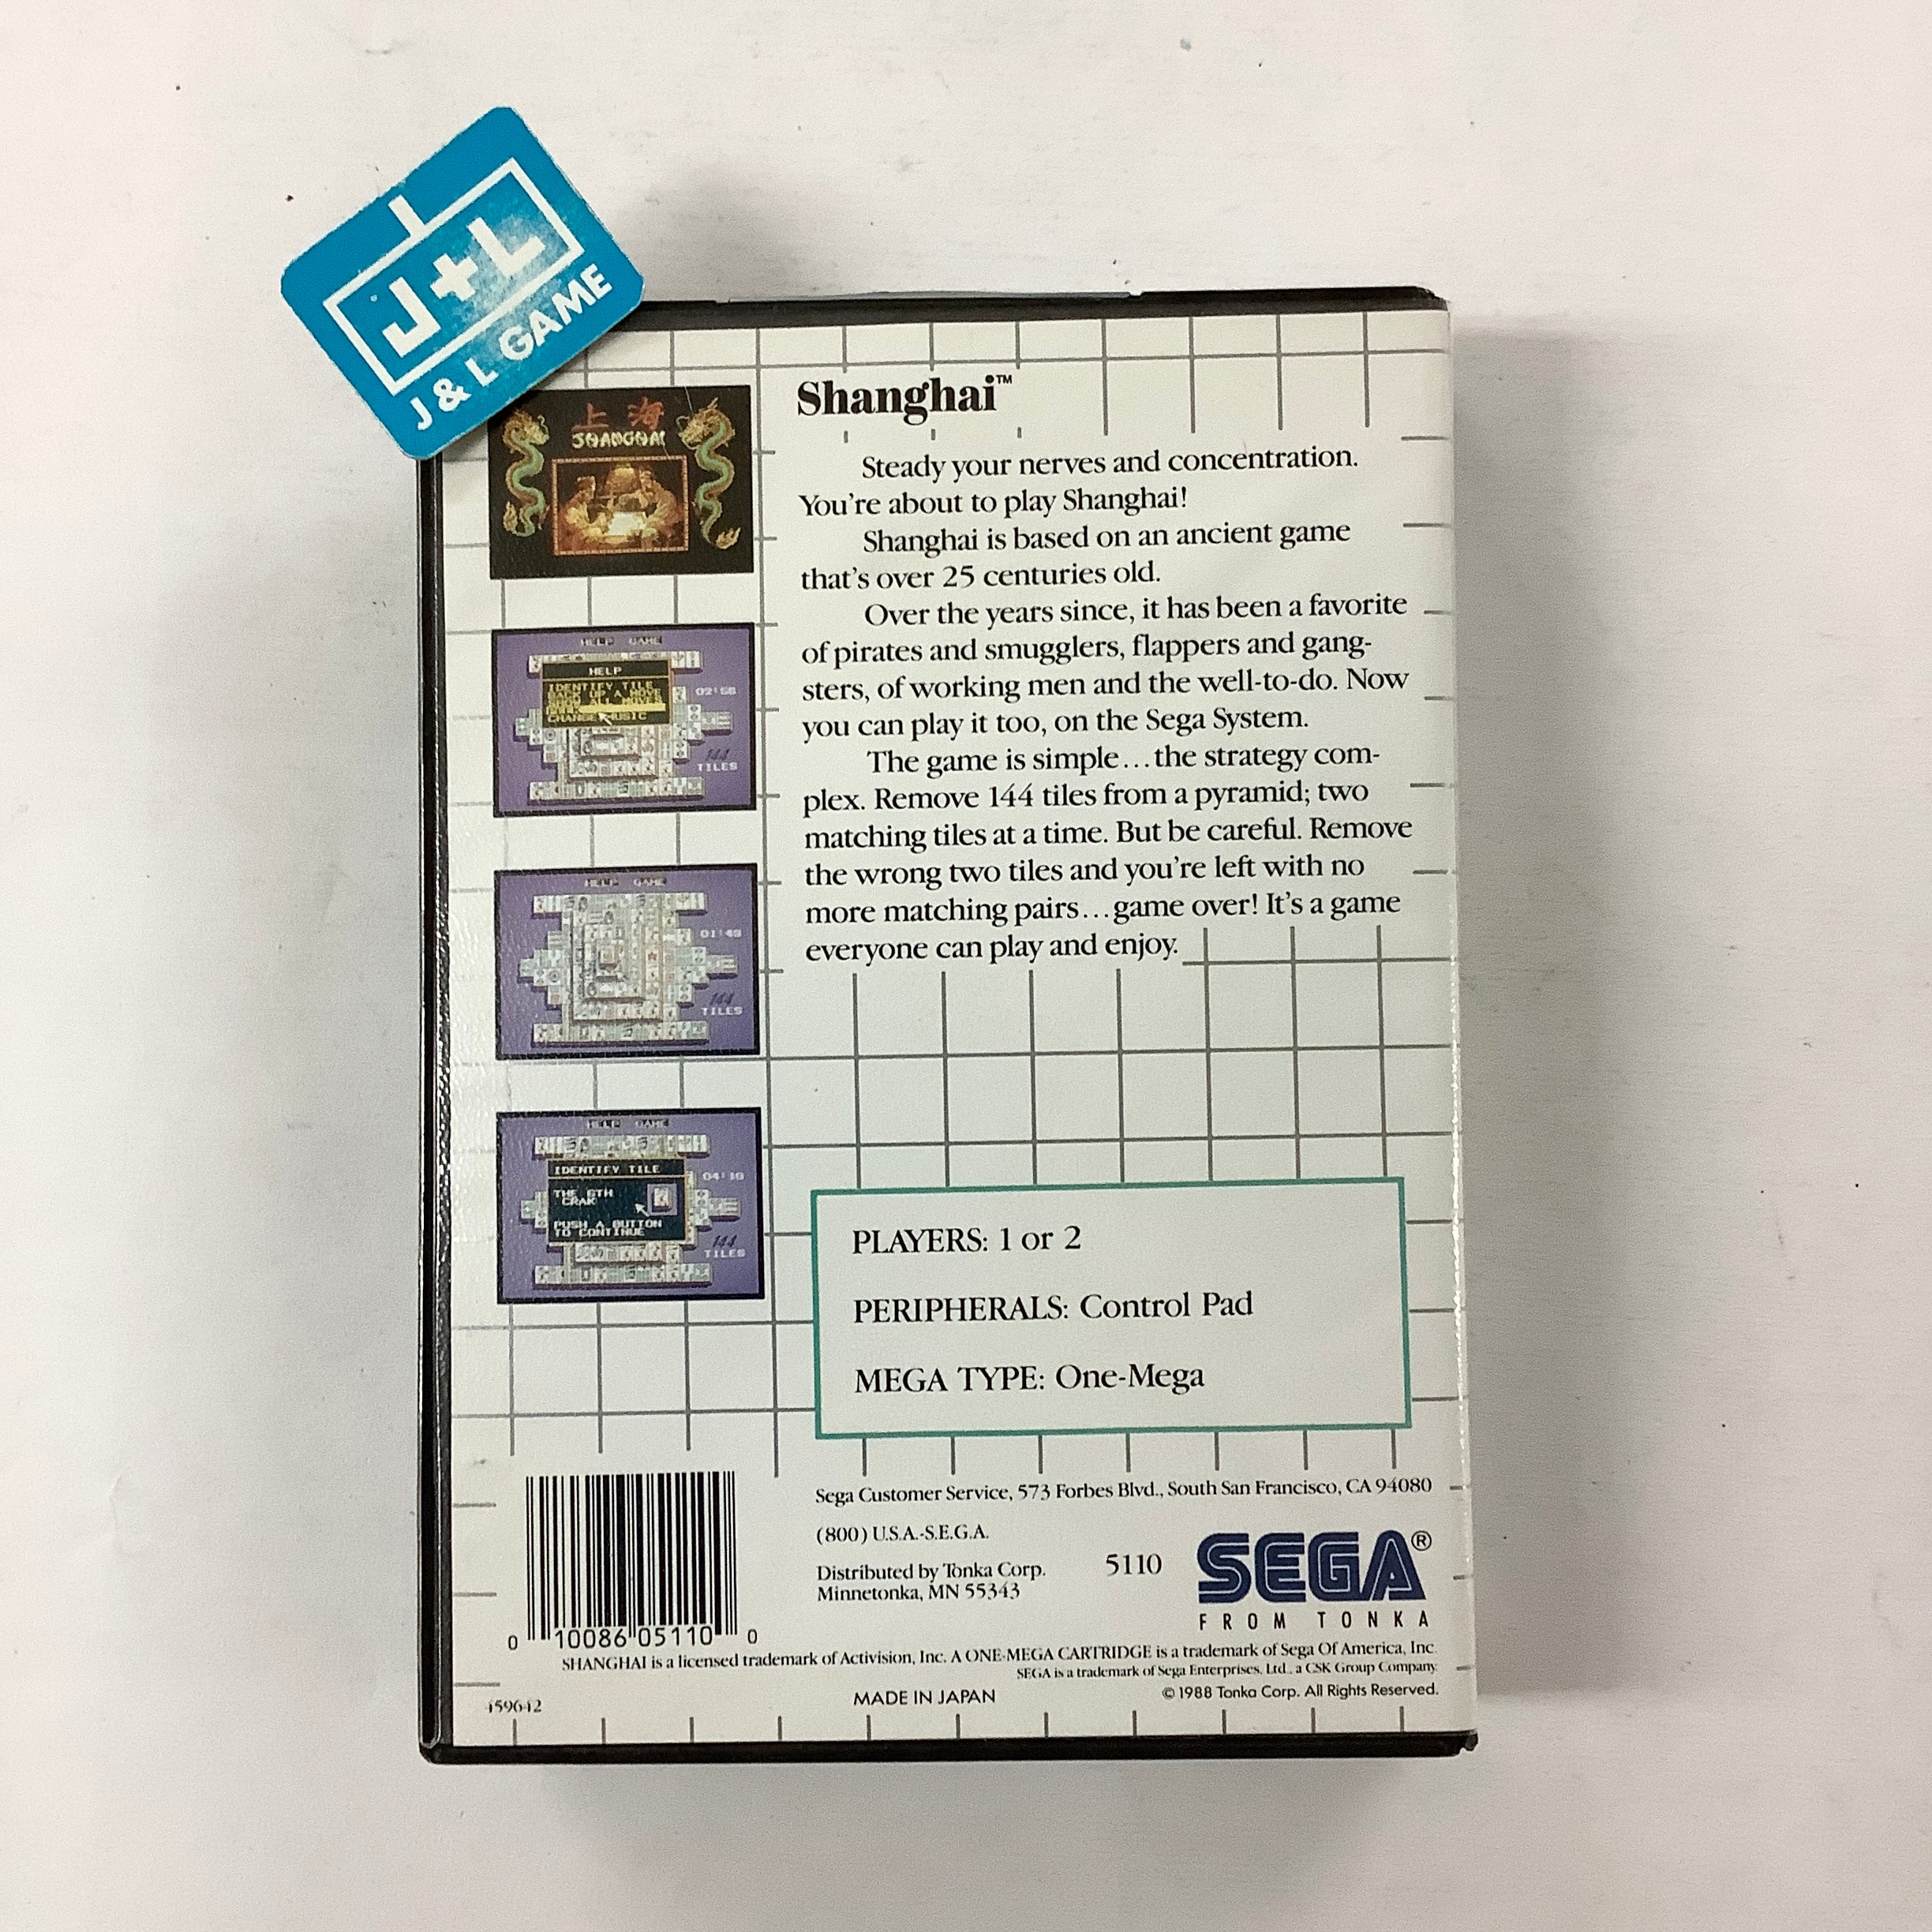 J+L
J & L GAME
上海
SHANGHAI
HELP GAME
HELP
IDENTIFY TILE
BACK UP A MOVE
SHOW ALL MOVES
CHANGE MUSIC
02:58
144
TILES
HELP GAME
01:49
144
TILES
HELP GAME
IDENTIFY TILE
04:10
THE 6TH
CRAK
PUSH A BUTTON
TO CONTINUE
144
TILES
Shanghai™
Steady your nerves and concentration.
You're about to play Shanghai!
Shanghai is based on an ancient game
that's over 25 centuries old.
Over the years since, it has been a favorite
of pirates and smugglers, flappers and gang-
sters, of working men and the well-to-do. Now
you can play it too, on the Sega System.
The game is simple...the strategy com-
plex. Remove 144 tiles from a pyramid; two
matching tiles at a time. But be careful. Remove
the wrong two tiles and you're left with no
more matching pairs...game over! It's a game
everyone can play and enjoy.
PLAYERS: 1 or 2
PERIPHERALS: Control Pad
MEGA TYPE: One-Mega
Sega Customer Service, 573 Forbes Blvd., South San Francisco, CA 94080
(800) U.S.A.-S.E.G.A.
Distributed by Tonka Corp.
Minnetonka, MN 55343
5110
SEGA®
FROM TONKA
0 10086 05110 0
SHANGHAI is a licensed trademark of Activision, Inc. A ONE-MEGA CARTRIDGE is a trademark of Sega Of America, Inc.
SEGA is a trademark of Sega Enterprises, Ltd., a CSK Group Company.
459642
MADE IN JAPAN
© 1988 Tonka Corp. All Rights Reserved.